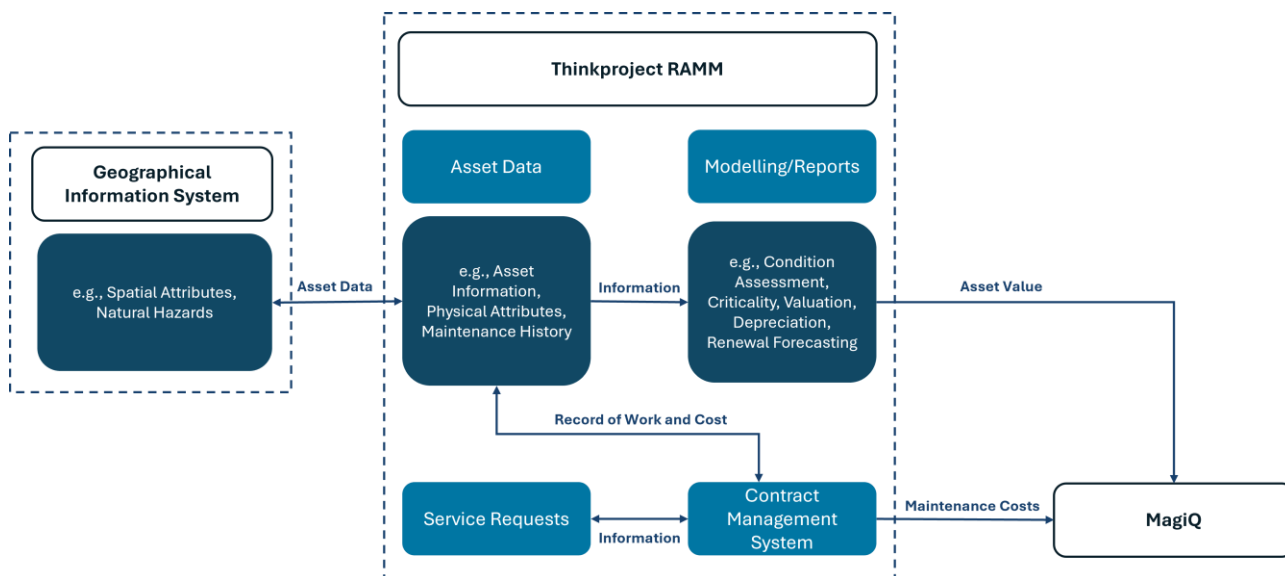 Thinkproject RAMM
Geographical
Information System
Asset Data
Modelling/Reports
e.g., Spatial Attributes,
Natural Hazards
Asset Data
e.g., Asset
Information,
Physical Attributes,
Maintenance History
Information
e.g., Condition
Assessment,
Criticality, Valuation,
Depreciation,
Renewal Forecasting
Asset Value
Record of Work and Cost
Service Requests
Information
Contract
Management
System
Maintenance Costs
MagiQ